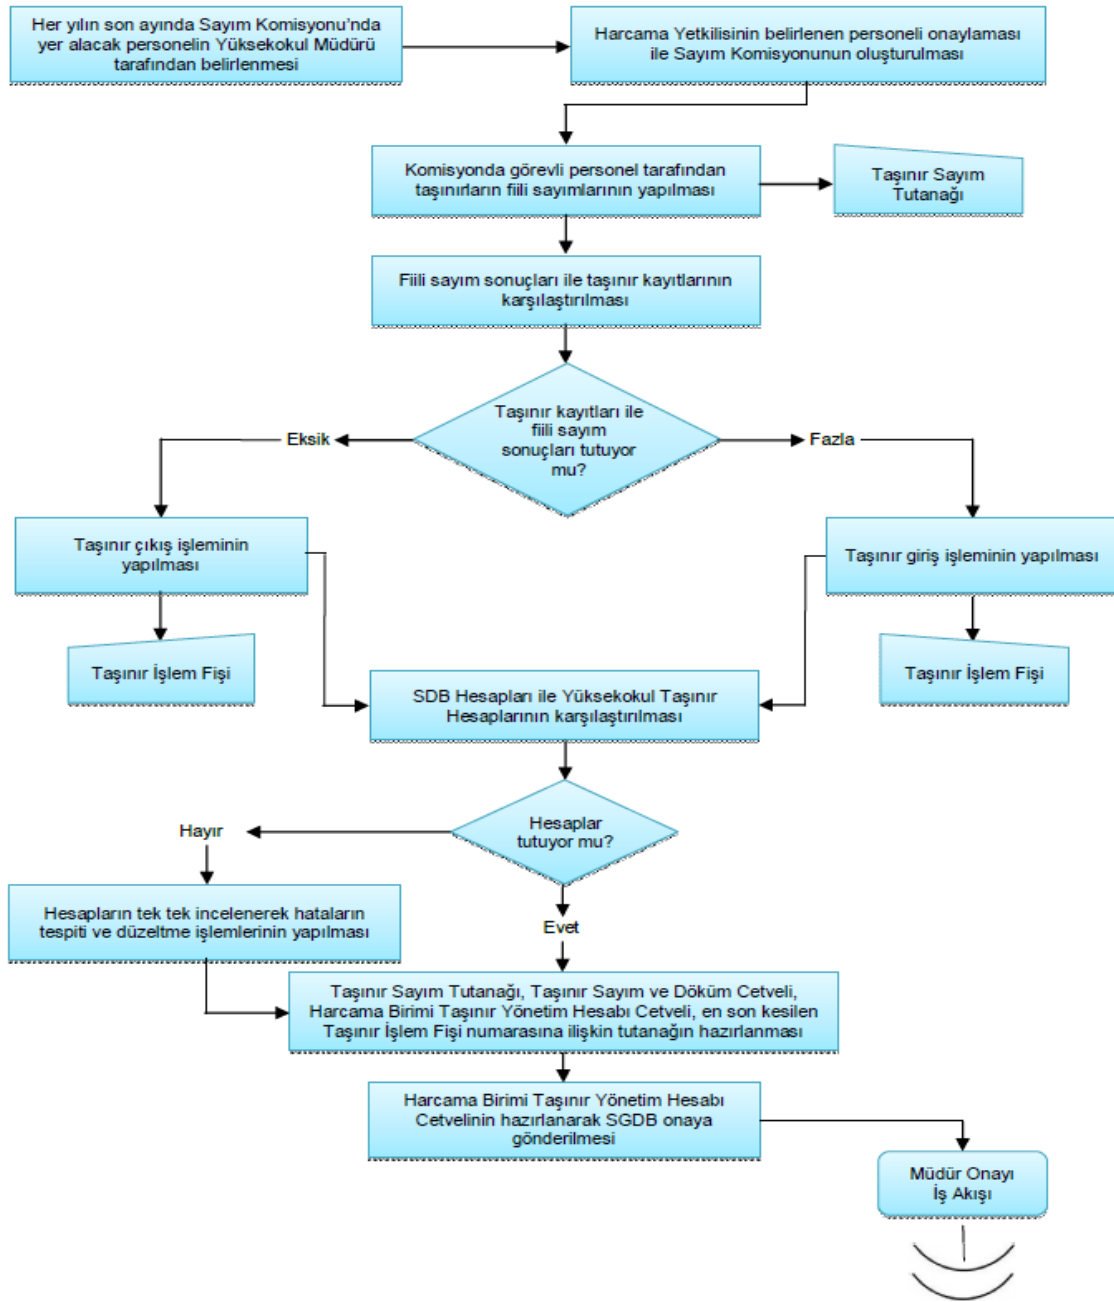 Her yılın son ayında Sayım Komisyonu'nda
yer alacak personelin Yüksekokul Müdürü
tarafından belirlenmesi
Harcama Yetkilisinin belirlenen personeli onaylaması
ile Sayım Komisyonunun oluşturulması
Komisyonda görevli personel tarafından
taşınırların fiili sayımlarının yapılması
Taşınır Sayım
Tutanağı
Fiili sayım sonuçları ile taşınır kayıtlarının
karşılaştırılması
Taşınır kayıtları ile
fiili sayım
sonuçları tutuyor
mu?
Eksik
Fazla
Taşınır çıkış işleminin
yapılması
Taşınır giriş işleminin yapılması
Taşınır İşlem Fişi
Taşınır İşlem Fişi
SDB Hesapları ile Yüksekokul Taşınır
Hesaplarının karşılaştırılması
Hesaplar
tutuyor mu?
Hayır
Hesapların tek tek incelenerek hataların
tespiti ve düzeltme işlemlerinin yapılması
Evet
Taşınır Sayım Tutanağı, Taşınır Sayım ve Döküm Cetveli,
Harcama Birimi Taşınır Yönetim Hesabı Cetveli, en son kesilen
Taşınır İşlem Fişi numarasına ilişkin tutanağın hazırlanması
Harcama Birimi Taşınır Yönetim Hesabı
Cetvelinin hazırlanarak SGDB onaya
gönderilmesi
Müdür Onayı
İş Akışı